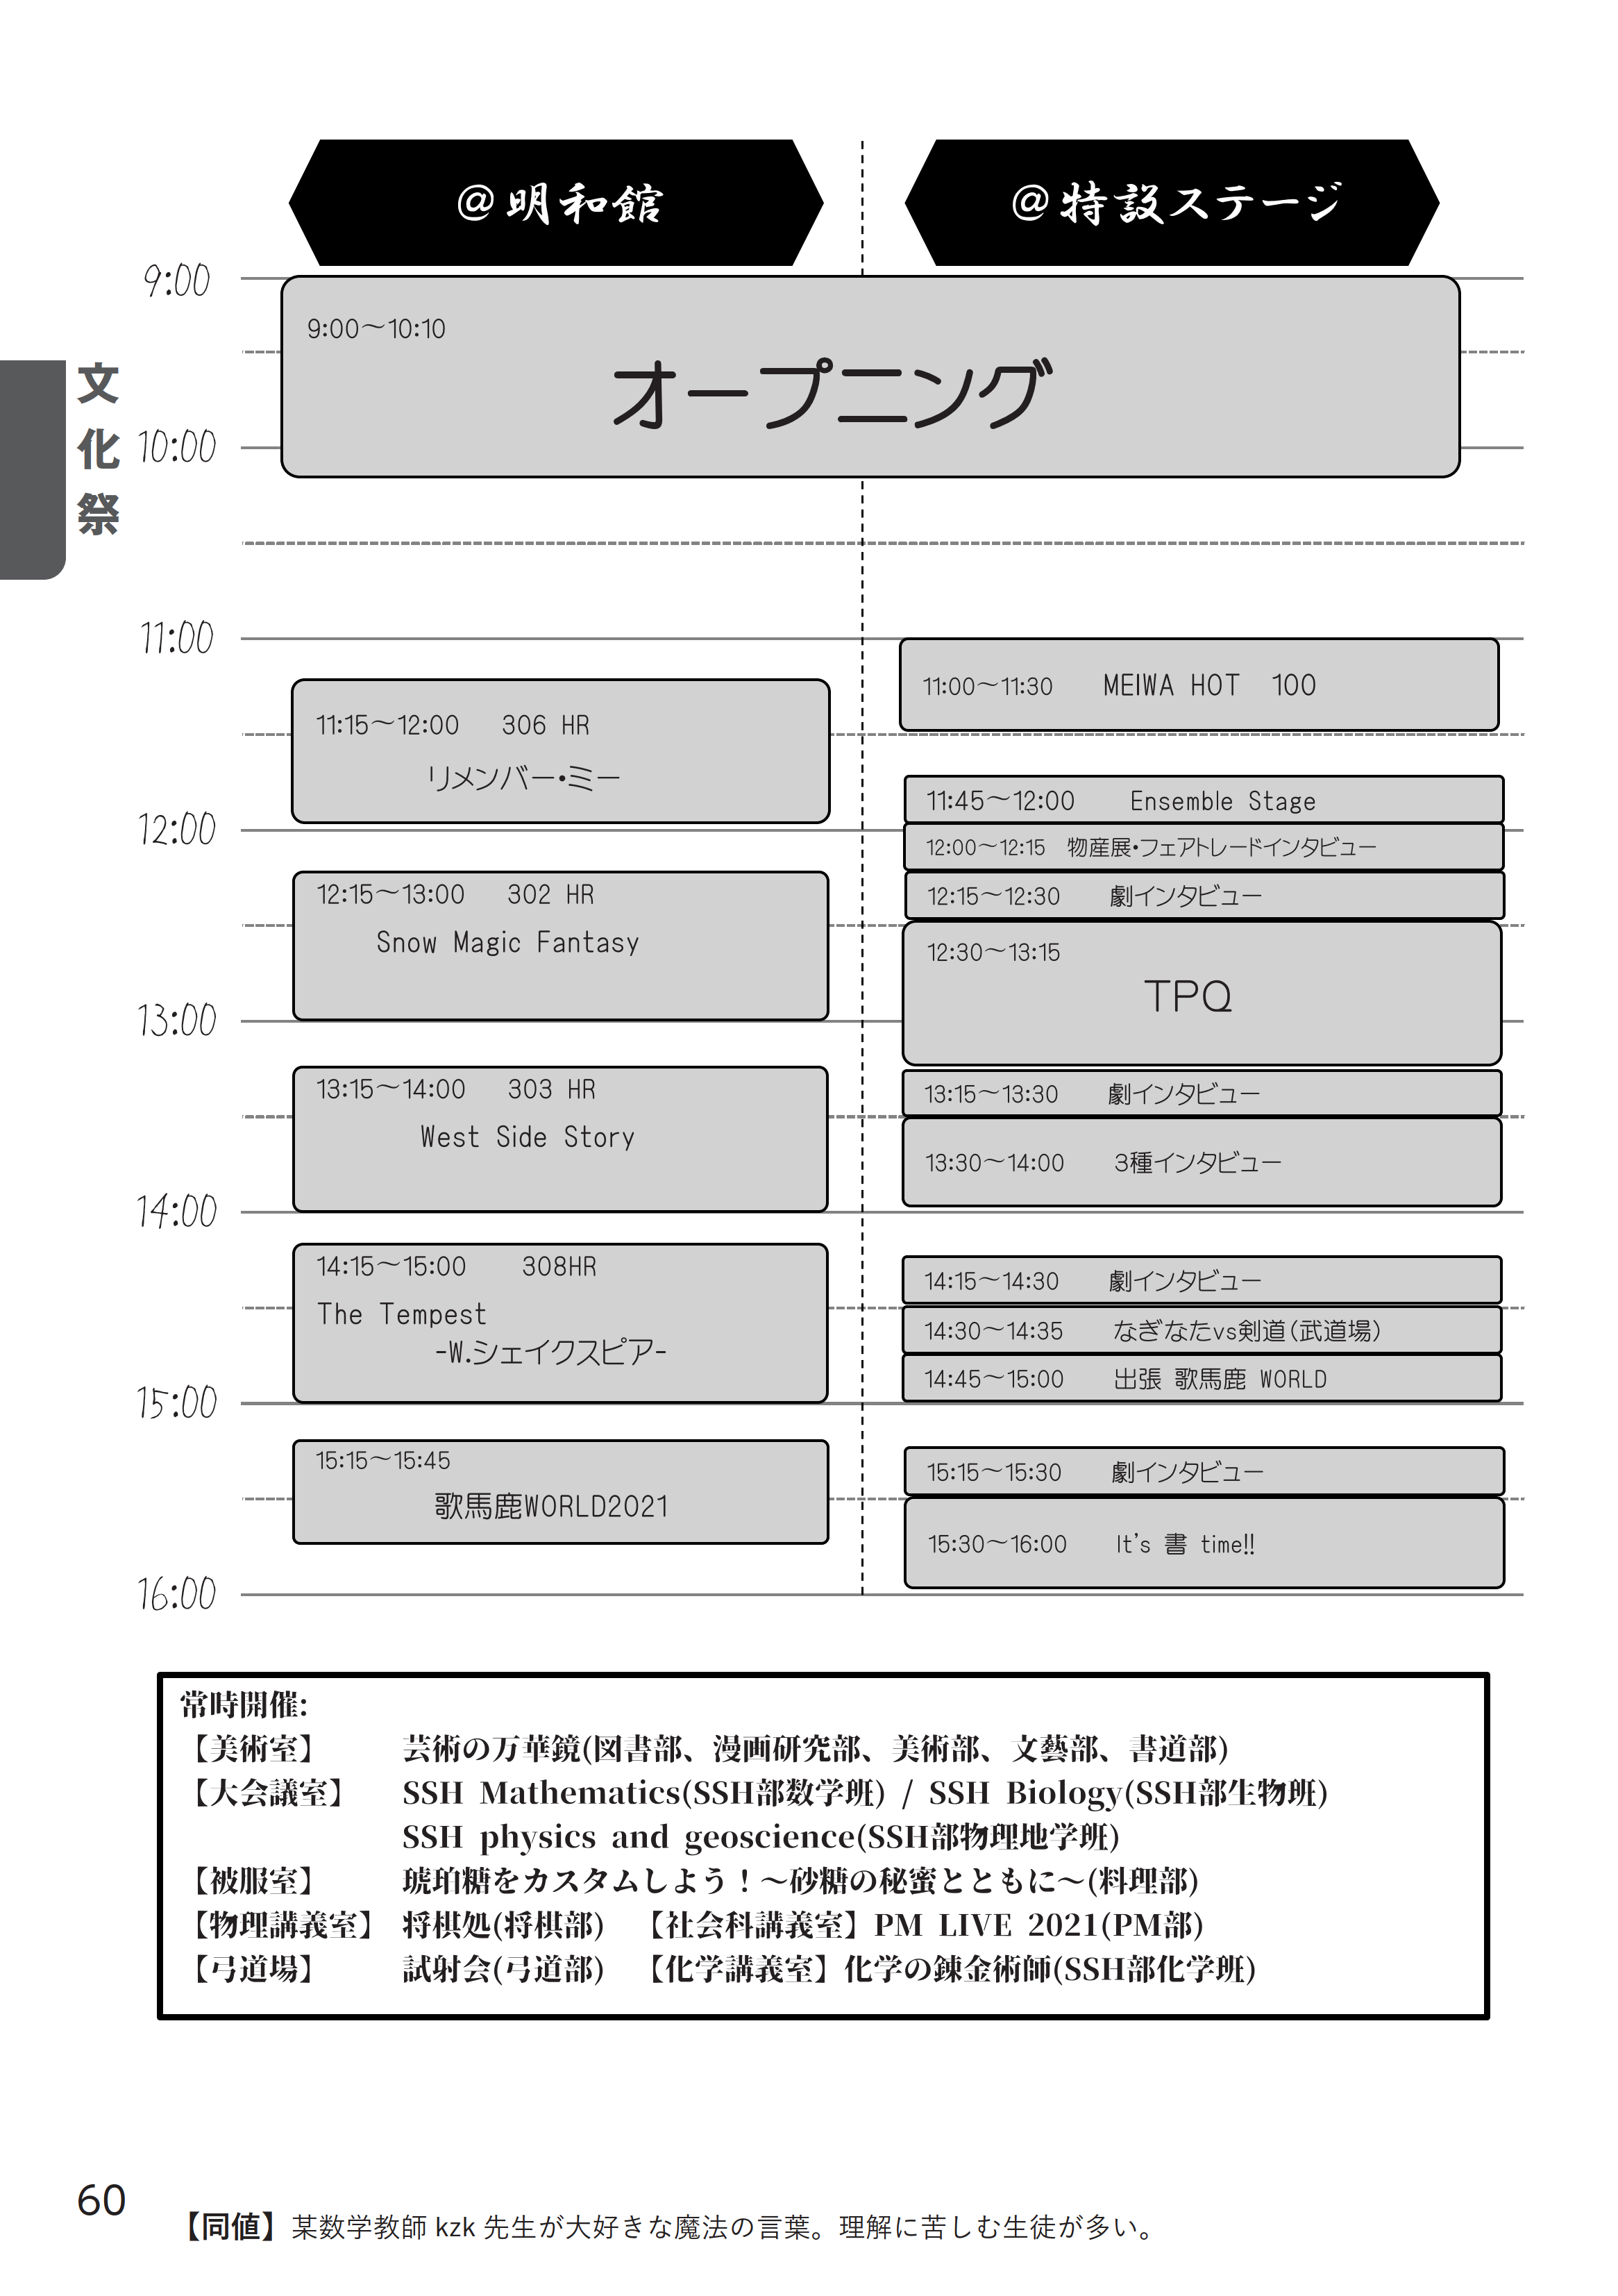 @明和館
@特設ステージ
9:00
9:00～10:10
オープニング
文化祭
10:00
11:00
11:00～11:30 MEIWA HOT 100
11:15～12:00 306 HR
リメンバー・ミー
11:45～12:00 Ensemble Stage
12:00
12:00～12:15 物産展・フェアトレードインタビュー
12:15～13:00 302 HR
Snow Magic Fantasy
12:15～12:30 劇インタビュー
12:30～13:15
TPQ
13:00
13:15～14:00 303 HR
West Side Story
13:15～13:30 劇インタビュー
13:30～14:00 3種インタビュー
14:00
14:15～15:00 308HR
The Tempest
-W.シェイクスピア-
14:15～14:30 劇インタビュー
14:30～14:35 なぎなたvs剣道(武道場)
14:45～15:00 出張 歌馬鹿 WORLD
15:00
15:15～15:45
歌馬鹿WORLD2021
15:15～15:30 劇インタビュー
15:30～16:00 It's 書 time!!
16:00
常時開催:
【美術室】 芸術の万華鏡(図書部、漫画研究部、美術部、文藝部、書道部)
【大会議室】 SSH Mathematics(SSH部数学班) / SSH Biology(SSH部生物班)
SSH physics and geoscience(SSH部物理地学班)
【被服室】 琥珀糖をカスタムしよう！～砂糖の秘蜜とともに～(料理部)
【物理講義室】 将棋処(将棋部) 【社会科講義室】PM LIVE 2021(PM部)
【弓道場】 試射会(弓道部) 【化学講義室】化学の錬金術師(SSH部化学班)
60
【同値】某数学教師 kzk 先生が大好きな魔法の言葉。理解に苦しむ生徒が多い。